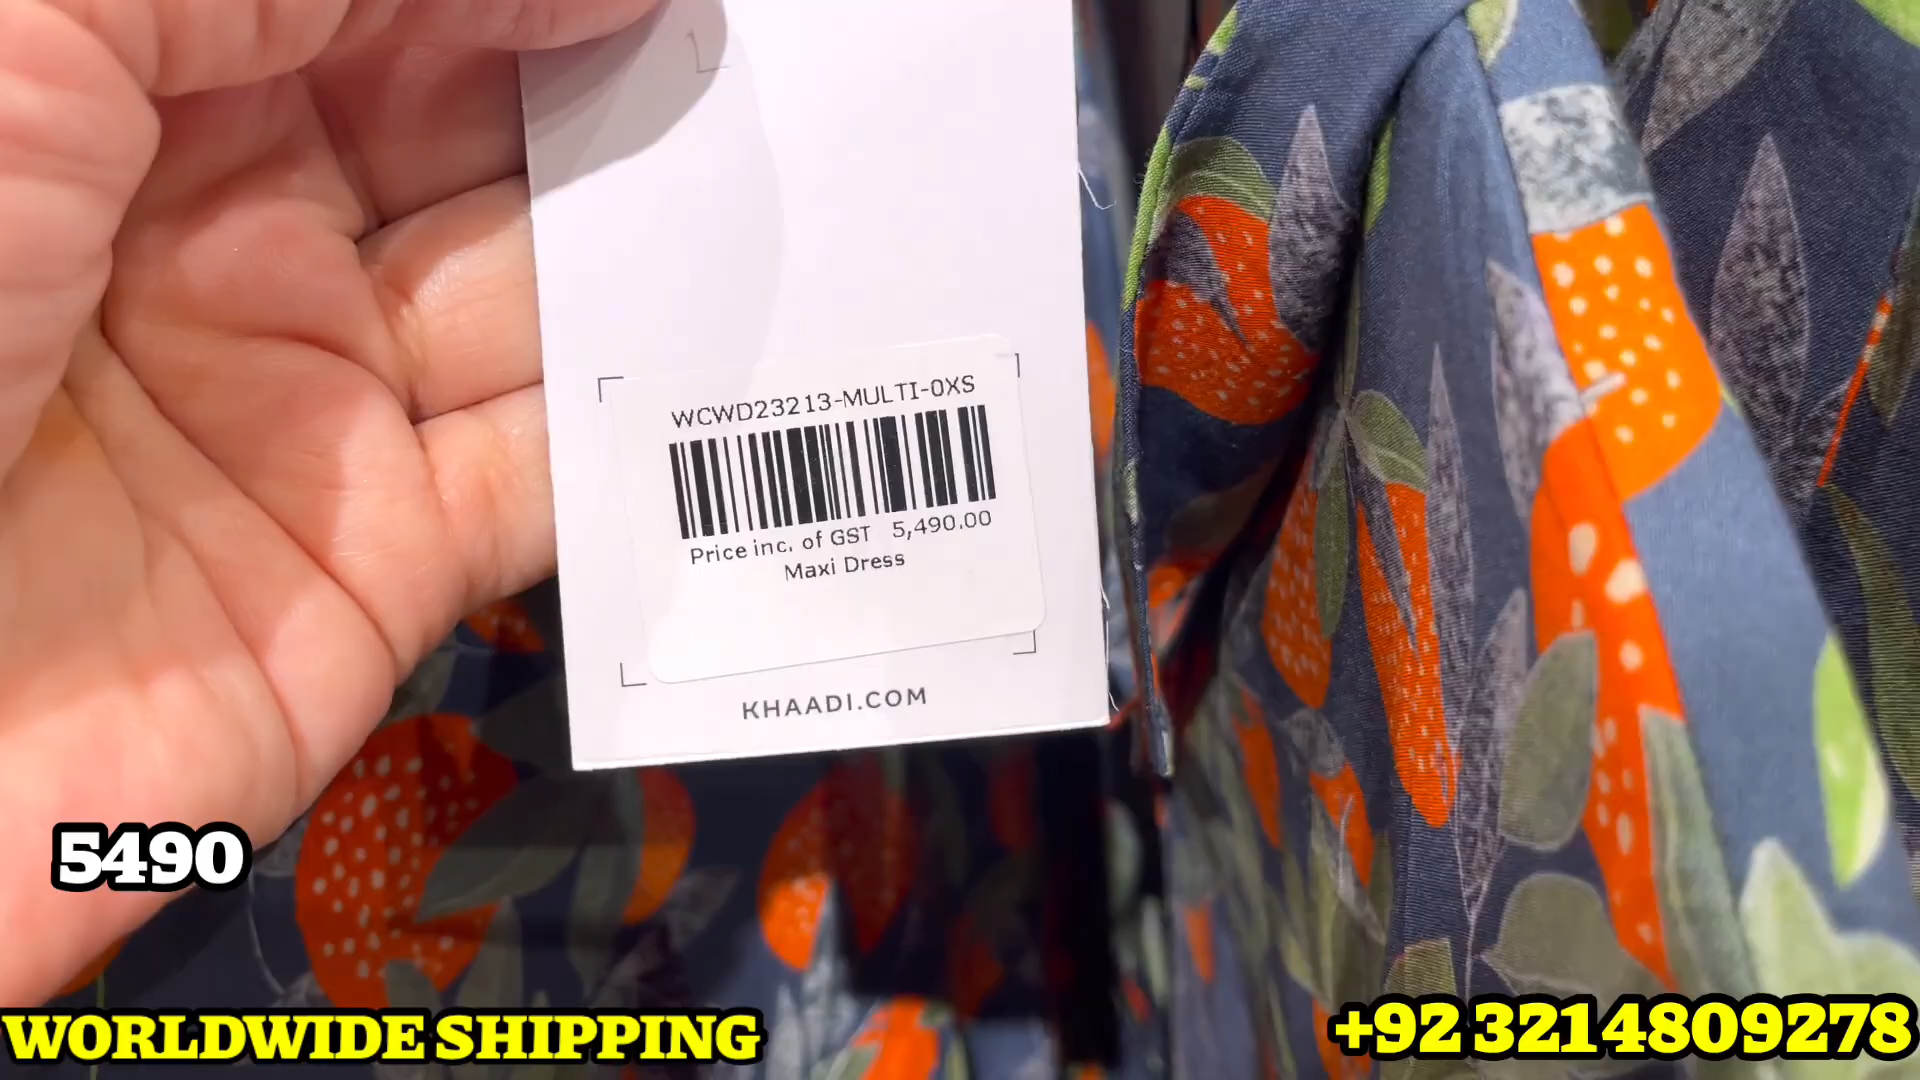 WCWD23213-MULTI-0XS
Price inc. of GST 5,490.00
Maxi Dress
KHAADI.COM
5490
WORLDWIDE SHIPPING
+92 3214809278